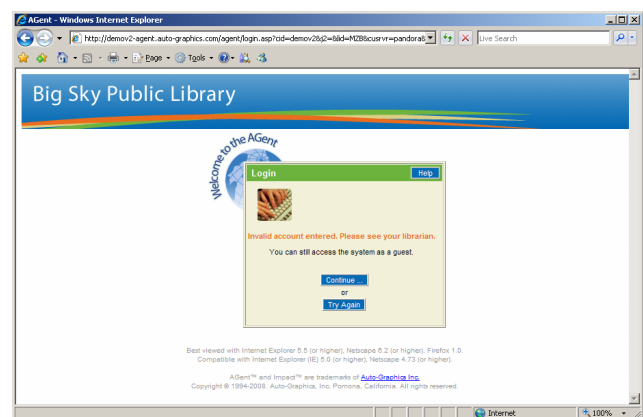 AGent - Windows Internet Explorer
http://demov2-agent.auto-graphics.com/agent/login.asp?cid=demov2&j2=&lid=MZB&cusrvr=pandora&
Live Search
Page
Tools
Big Sky Public Library
Welcome to the AGent
Login
Help
Invalid account entered. Please see your librarian.
You can still access the system as a guest.
Continue ...
or
Try Again
Best viewed with Internet Explorer 5.5 (or higher), Netscape 6.2 (or higher), Firefox 1.0.
Compatible with Internet Explorer (IE) 5.0 (or higher), Netscape 4.73 (or higher).
AGent™ and Impact™ are trademarks of Auto-Graphics Inc.
Copyright © 1994-2008. Auto-Graphics, Inc. Pomona, California. All rights reserved.
Internet
100%